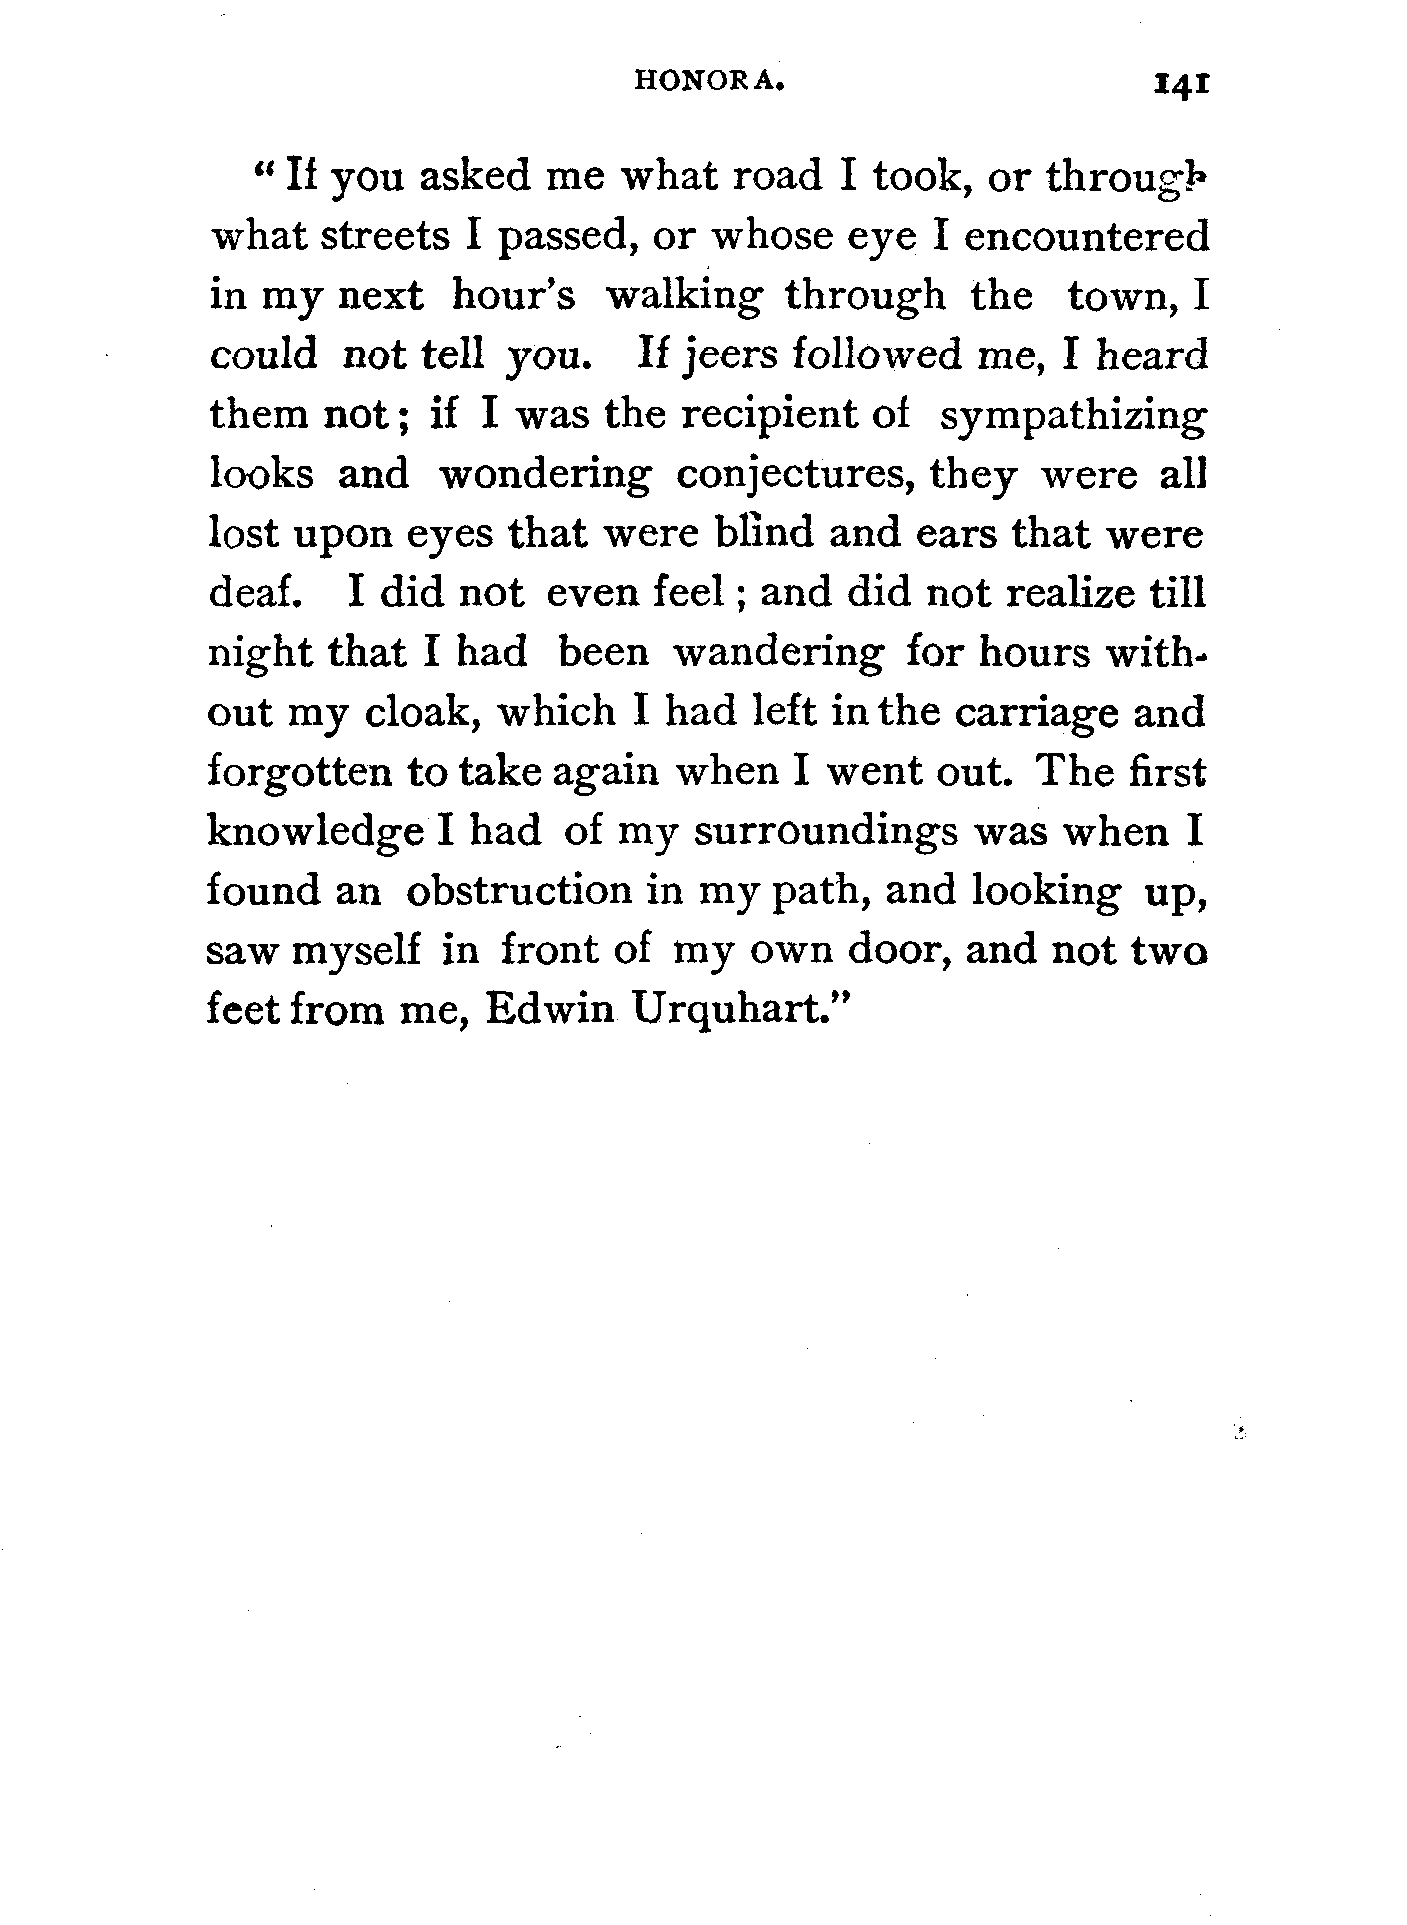 HONORA. 141
“ If you asked me what road I took, or through
what streets I passed, or whose eye I encountered
in my next hour's walking through the town, I
could not tell you. If jeers followed me, I heard
them not ; if I was the recipient of sympathizing
looks and wondering conjectures, they were all
lost upon eyes that were blind and ears that were
deaf. I did not even feel ; and did not realize till
night that I had been wandering for hours with-
out my cloak, which I had left in the carriage and
forgotten to take again when I went out. The first
knowledge I had of my surroundings was when I
found an obstruction in my path, and looking up,
saw myself in front of my own door, and not two
feet from me, Edwin Urquhart.”